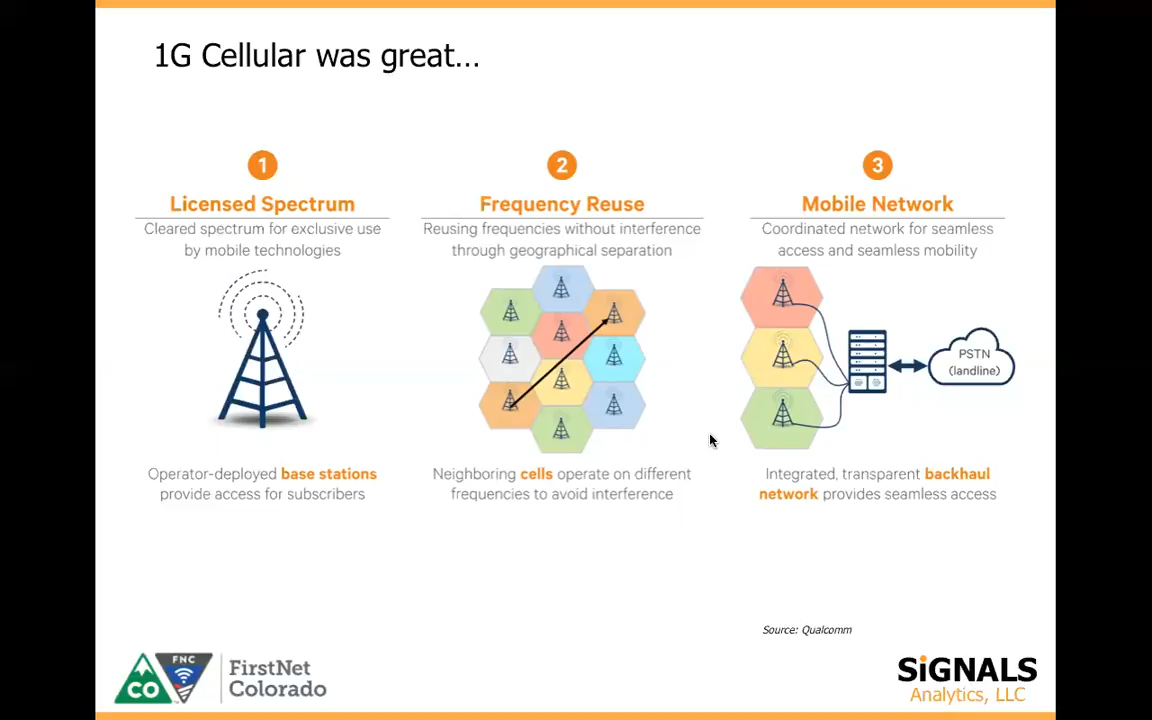 1G Cellular was great...
1
Licensed Spectrum
Cleared spectrum for exclusive use
by mobile technologies
Operator-deployed base stations
provide access for subscribers
2
Frequency Reuse
Reusing frequencies without interference
through geographical separation
Neighboring cells operate on different
frequencies to avoid interference
3
Mobile Network
Coordinated network for seamless
access and seamless mobility
PSTN
(landline)
Integrated, transparent backhaul
network provides seamless access
Source: Qualcomm
CO
FNC
FirstNet
Colorado
SiGNALS
Analytics, LLC